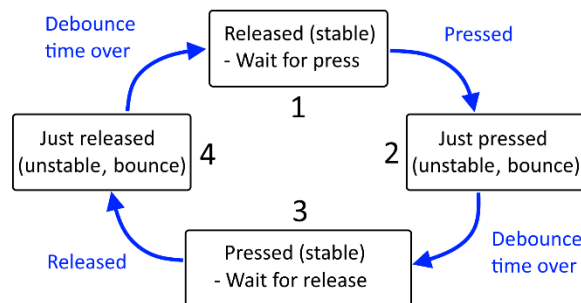 Debounce
time over
Released (stable)
- Wait for press
Pressed
1
Just released
(unstable, bounce)
4
2
Just pressed
(unstable, bounce)
3
Released
Pressed (stable)
- Wait for release
Debounce
time over